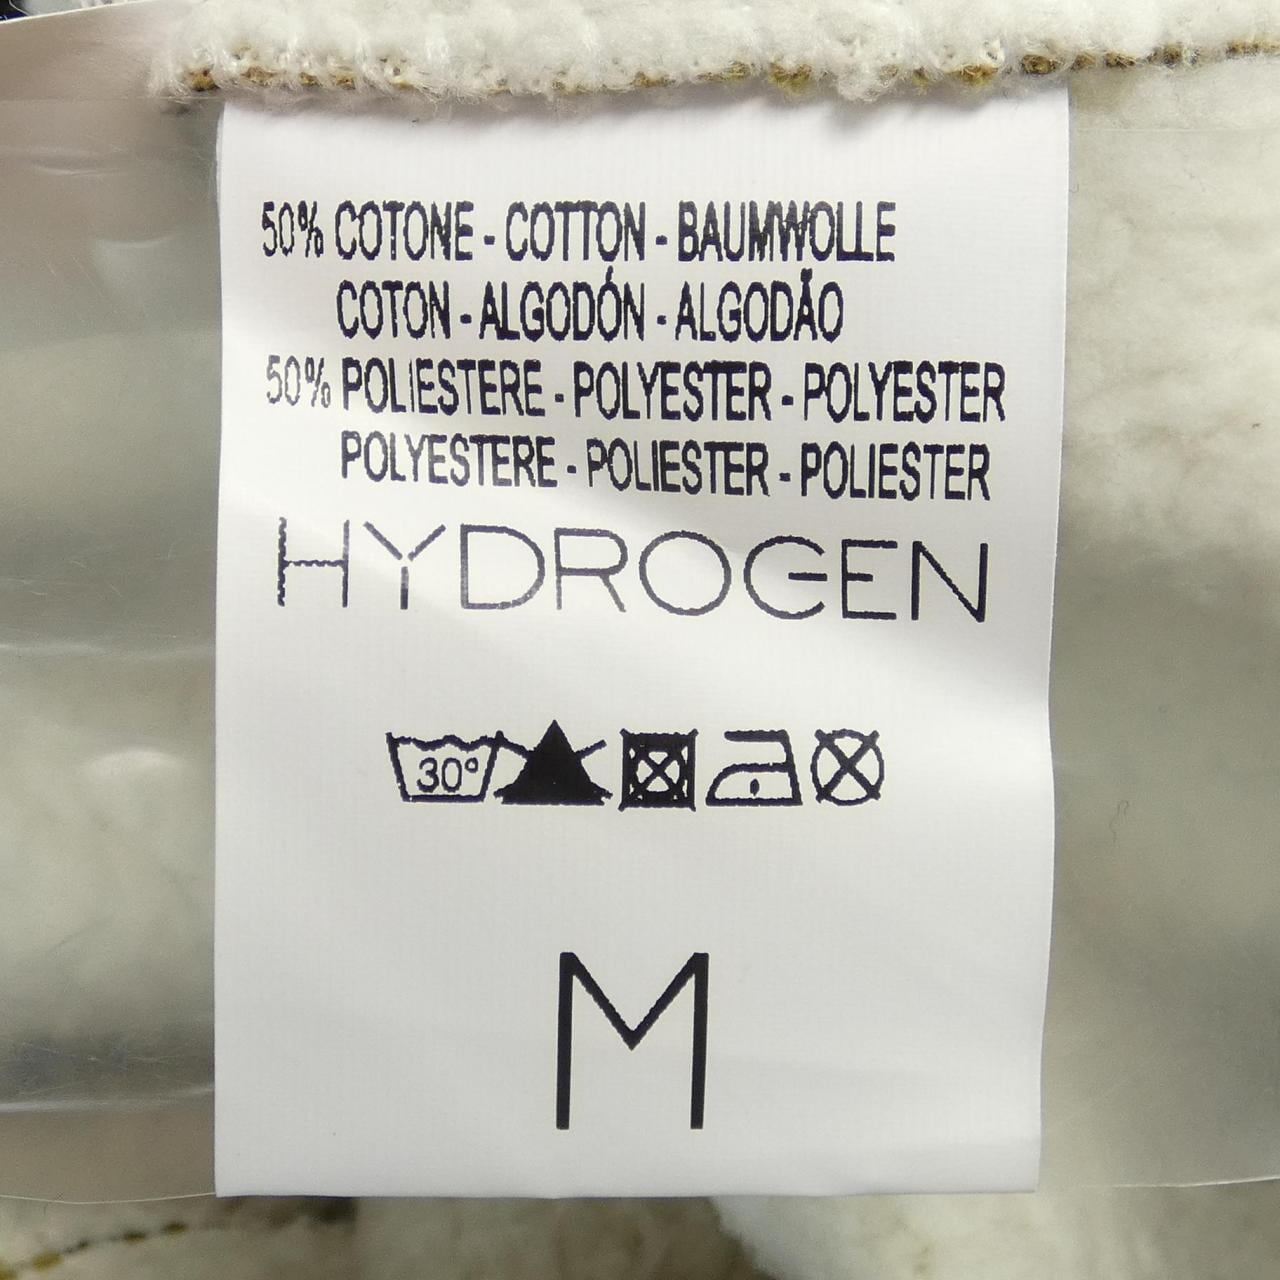 50% COTONE - COTTON - BAUMWOLLE
COTON - ALGODÓN - ALGODÃO
50% POLIESTERE - POLYESTER - POLYESTER
POLYESTERE - POLIESTER - POLIESTER
HYDROGEN
30°
M